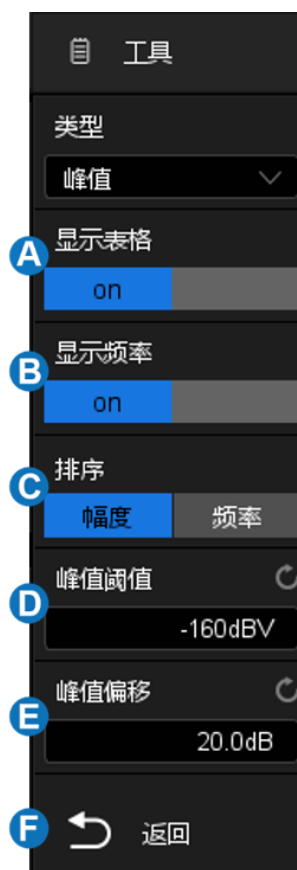 工具
类型
峰值
A 显示表格
on
B 显示频率
on
C 排序
幅度 频率
D 峰值阈值
-160dBV
E 峰值偏移
20.0dB
F 返回